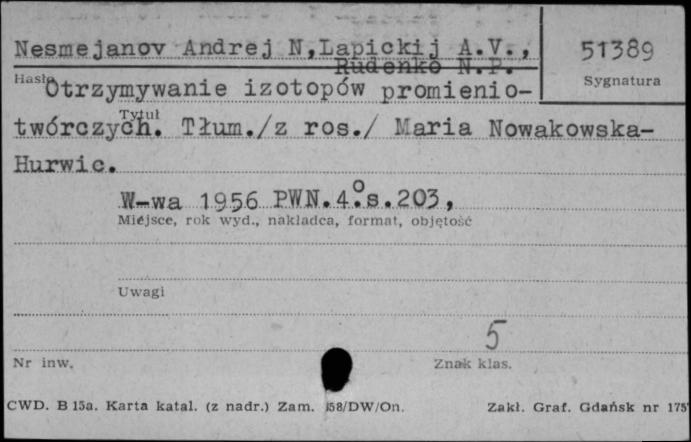 Nesmejanov Andrej N, Lapickij A.V.,
51389
Rudenko N.P.
Hasło
Sygnatura
Otrzymywanie izotopów promienio-
Tytuł
twórczych. Tłum./z ros./ Maria Nowakowska-
Hurwic.
W-wa 1956 PWN.4°.s.203,
Miejsce, rok wyd., nakładca, format, objętość
Uwagi
5
Nr inw.
Znak klas.
CWD. B 15a. Karta katal. (z nadr.) Zam. 58/DW/On.
Zakł. Graf. Gdańsk nr 175